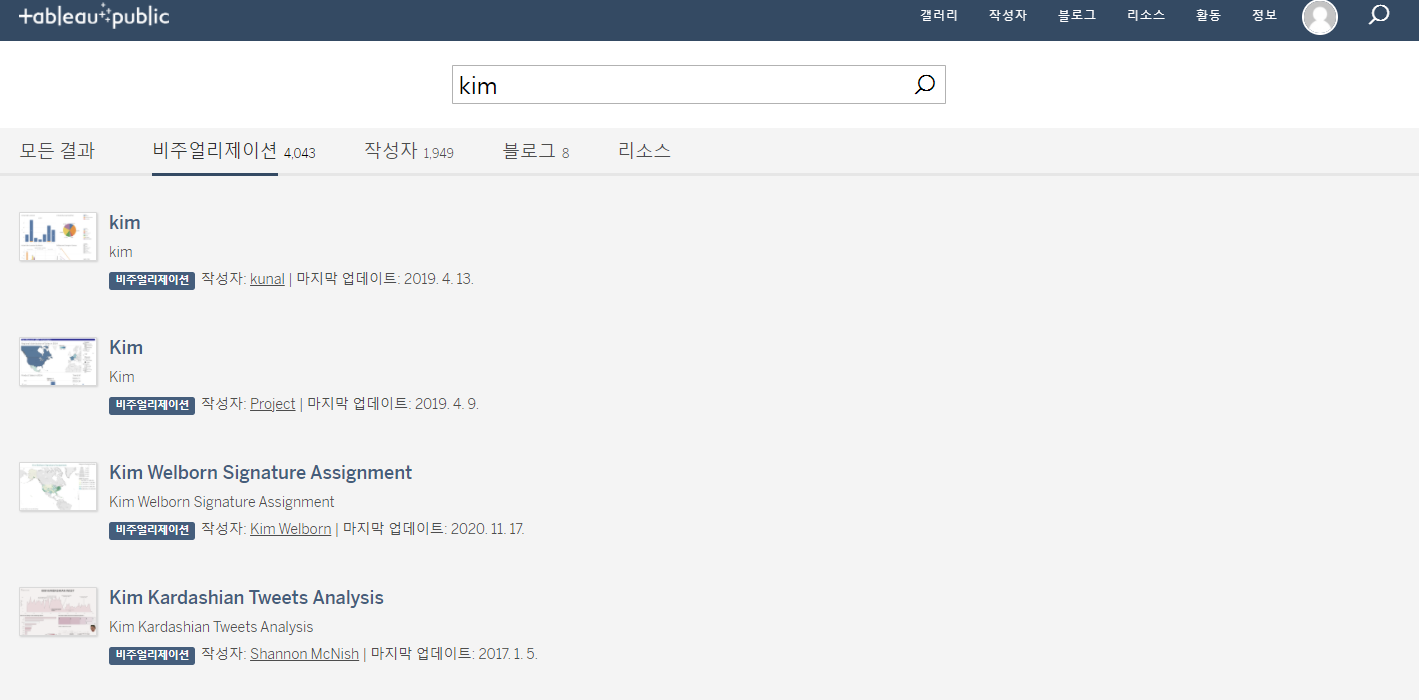 +ableau public
갤러리 작성자 블로그 리소스 활동 정보
kim
모든 결과 비주얼리제이션 4,043 작성자 1,949 블로그 8 리소스
kim
kim
비주얼리제이션 작성자: kunal | 마지막 업데이트: 2019. 4. 13.
Kim
Kim
비주얼리제이션 작성자: Project | 마지막 업데이트: 2019. 4. 9.
Kim Welborn Signature Assignment
Kim Welborn Signature Assignment
비주얼리제이션 작성자: Kim Welborn | 마지막 업데이트: 2020. 11. 17.
Kim Kardashian Tweets Analysis
Kim Kardashian Tweets Analysis
비주얼리제이션 작성자: Shannon McNish | 마지막 업데이트: 2017. 1. 5.